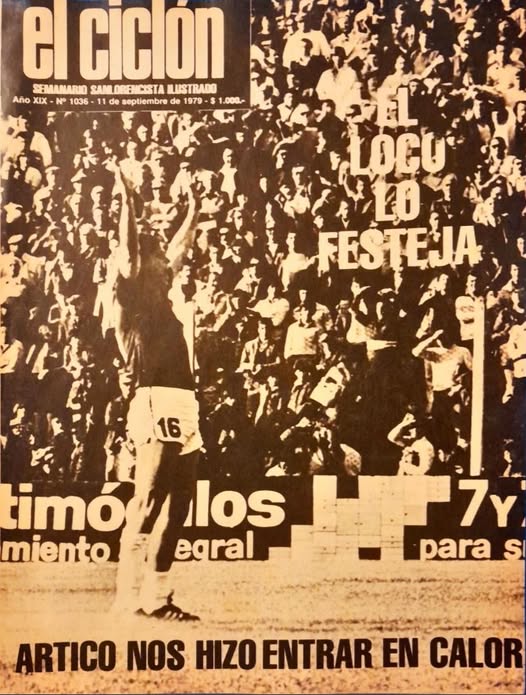 el ciclón
SEMANARIO SANLORENCISTA ILUSTRADO
Año XIX - Nº 1036 - 11 de septiembre de 1979 - $ 1.000.-
EL
LOCO
LO
FESTEJA
16
timó los
7 y
miento egral
para s
ARTICO NOS HIZO ENTRAR EN CALOR